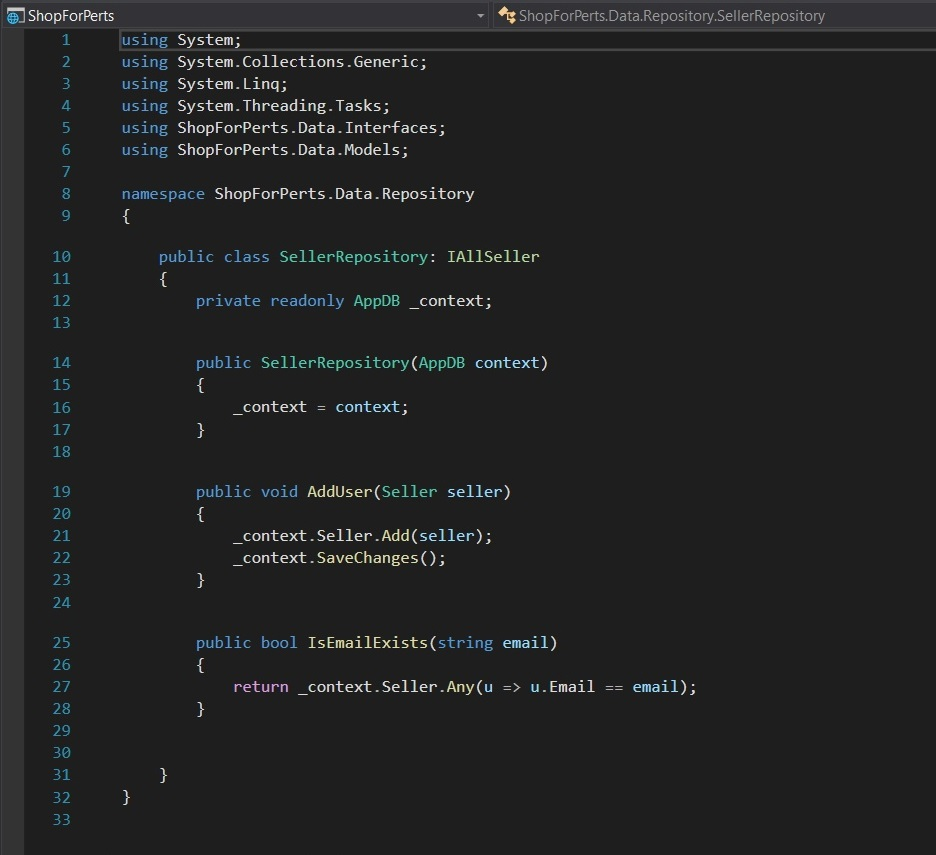 ShopForPerts ShopForPerts.Data.Repository.SellerRepository
1 using System;
2 using System.Collections.Generic;
3 using System.Linq;
4 using System.Threading.Tasks;
5 using ShopForPerts.Data.Interfaces;
6 using ShopForPerts.Data.Models;
7
8 namespace ShopForPerts.Data.Repository
9 {
10 public class SellerRepository: IAllSeller
11 {
12 private readonly AppDB _context;
13
14 public SellerRepository(AppDB context)
15 {
16 _context = context;
17 }
18
19 public void AddUser(Seller seller)
20 {
21 _context.Seller.Add(seller);
22 _context.SaveChanges();
23 }
24
25 public bool IsEmailExists(string email)
26 {
27 return _context.Seller.Any(u => u.Email == email);
28 }
29
30
31 }
32 }
33